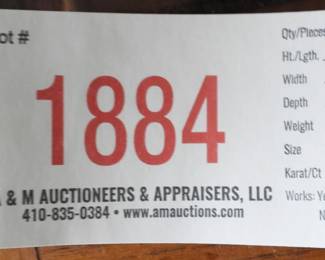 ot #
1884
A & M AUCTIONEERS & APPRAISERS, LLC
410-835-0384 • www.amauctions.com
Qty/Pieces
Ht./Lgth.
Width
Depth
Weight
Size
Karat/Ct
Works: Ye
N